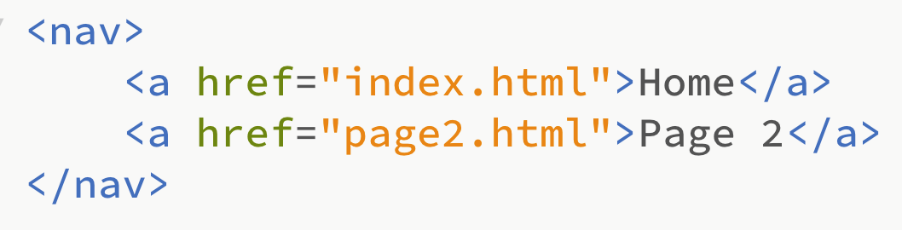 <nav>
<a href="index.html">Home</a>
<a href="page2.html">Page 2</a>
</nav>